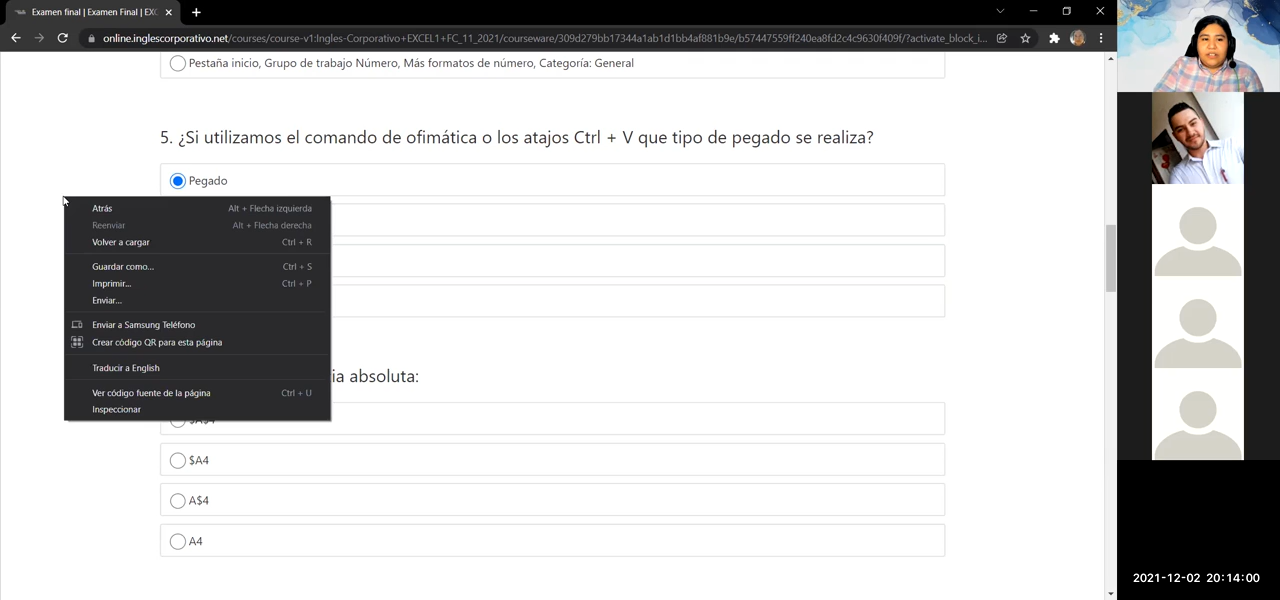 Examen final | Examen Final | EXC
online.inglescorporativo.net/courses/course-v1:Ingles-Corporativo+EXCEL1+FC_11_2021/courseware/309d279bb17344a1ab1d1bb4af881b9e/b57447559ff240ea8fd2c4c9630f409f/?activate_block_i...
Pestaña inicio, Grupo de trabajo Número, Más formatos de número, Categoría: General
5. ¿Si utilizamos el comando de ofimática o los atajos Ctrl + V que tipo de pegado se realiza?
Pegado
Atrás Alt + Flecha izquierda
Reenviar Alt + Flecha derecha
Volver a cargar Ctrl + R
Guardar como... Ctrl + S
Imprimir... Ctrl + P
Enviar...
Enviar a Samsung Teléfono
Crear código QR para esta página
Traducir a English
Ver código fuente de la página Ctrl + U
Inspeccionar
ia absoluta:
$A$4
$A4
A$4
A4
2021-12-02 20:14:00